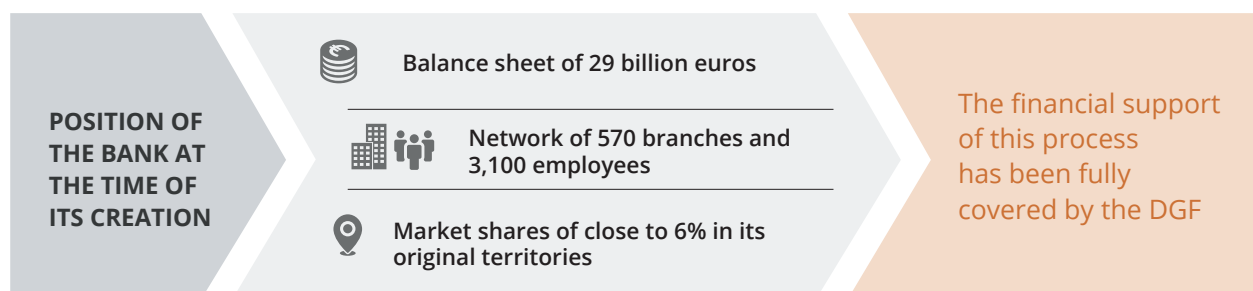 POSITION OF
THE BANK AT
THE TIME OF
ITS CREATION
Balance sheet of 29 billion euros
Network of 570 branches and
3,100 employees
Market shares of close to 6% in its
original territories
The financial support
of this process
has been fully
covered by the DGF